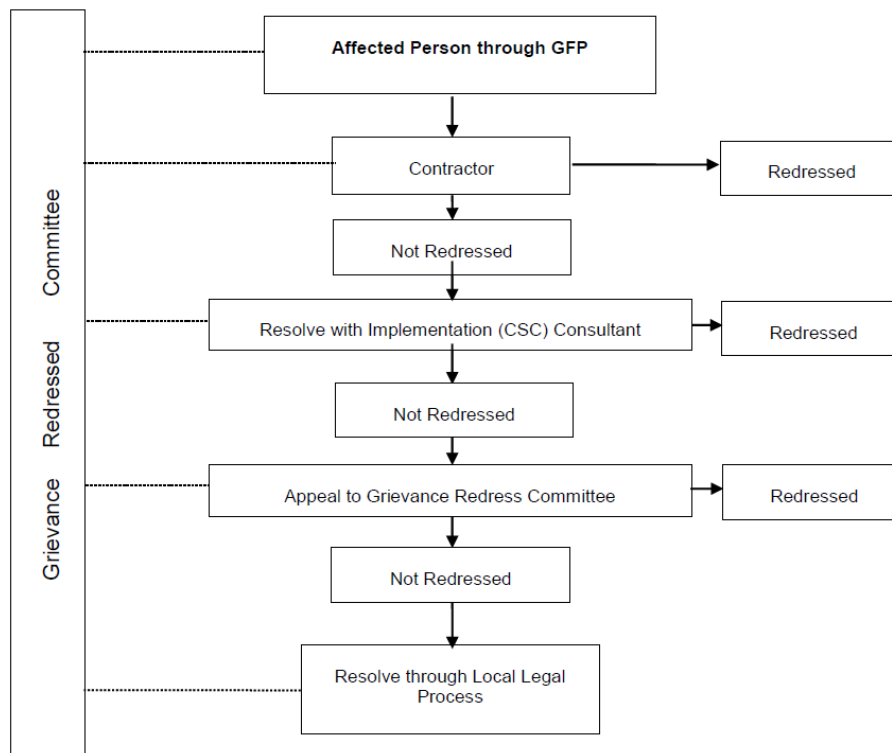 Affected Person through GFP
Contractor
Redressed
Not Redressed
Resolve with Implementation (CSC) Consultant
Redressed
Not Redressed
Appeal to Grievance Redress Committee
Redressed
Not Redressed
Resolve through Local Legal
Process
Grievance Redressed Committee